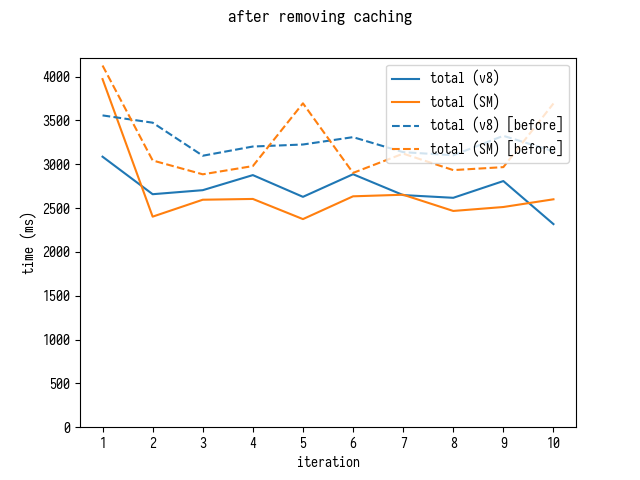 after removing caching
total (v8)
total (SM)
total (v8) [before]
total (SM) [before]
time (ms)
4000
3500
3000
2500
2000
1500
1000
500
0
1 2 3 4 5 6 7 8 9 10
iteration